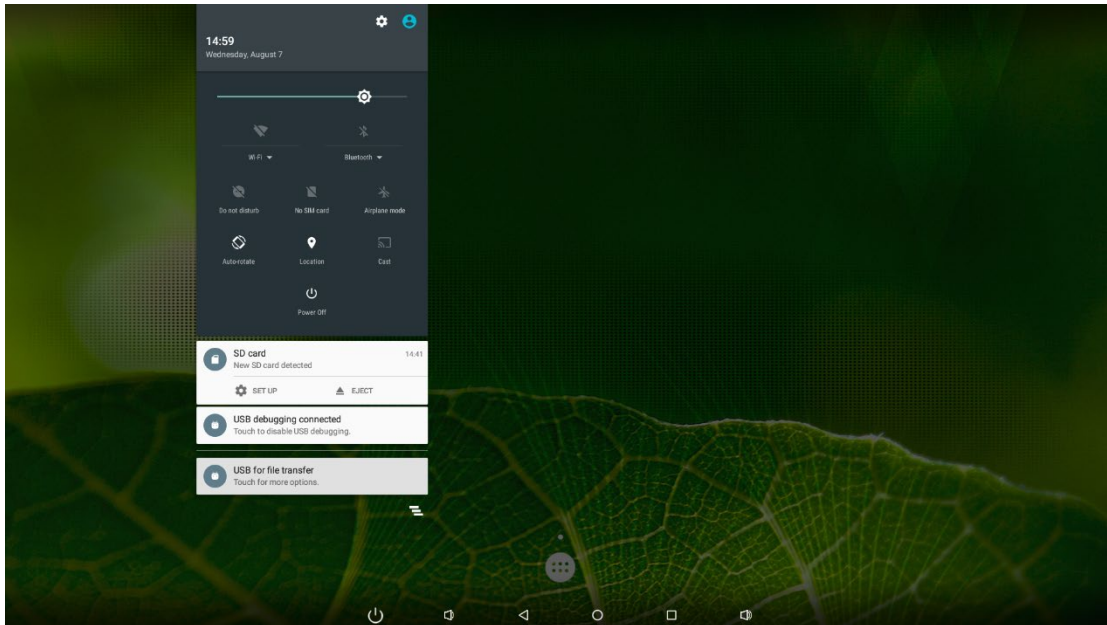 14:59
Wednesday, August 7
Wi-Fi
Bluetooth
Do not disturb
No SIM card
Airplane mode
Auto-rotate
Location
Cast
Power Off
SD card
14:41
New SD card detected
SET UP
EJECT
USB debugging connected
Touch to disable USB debugging.
USB for file transfer
Touch for more options.